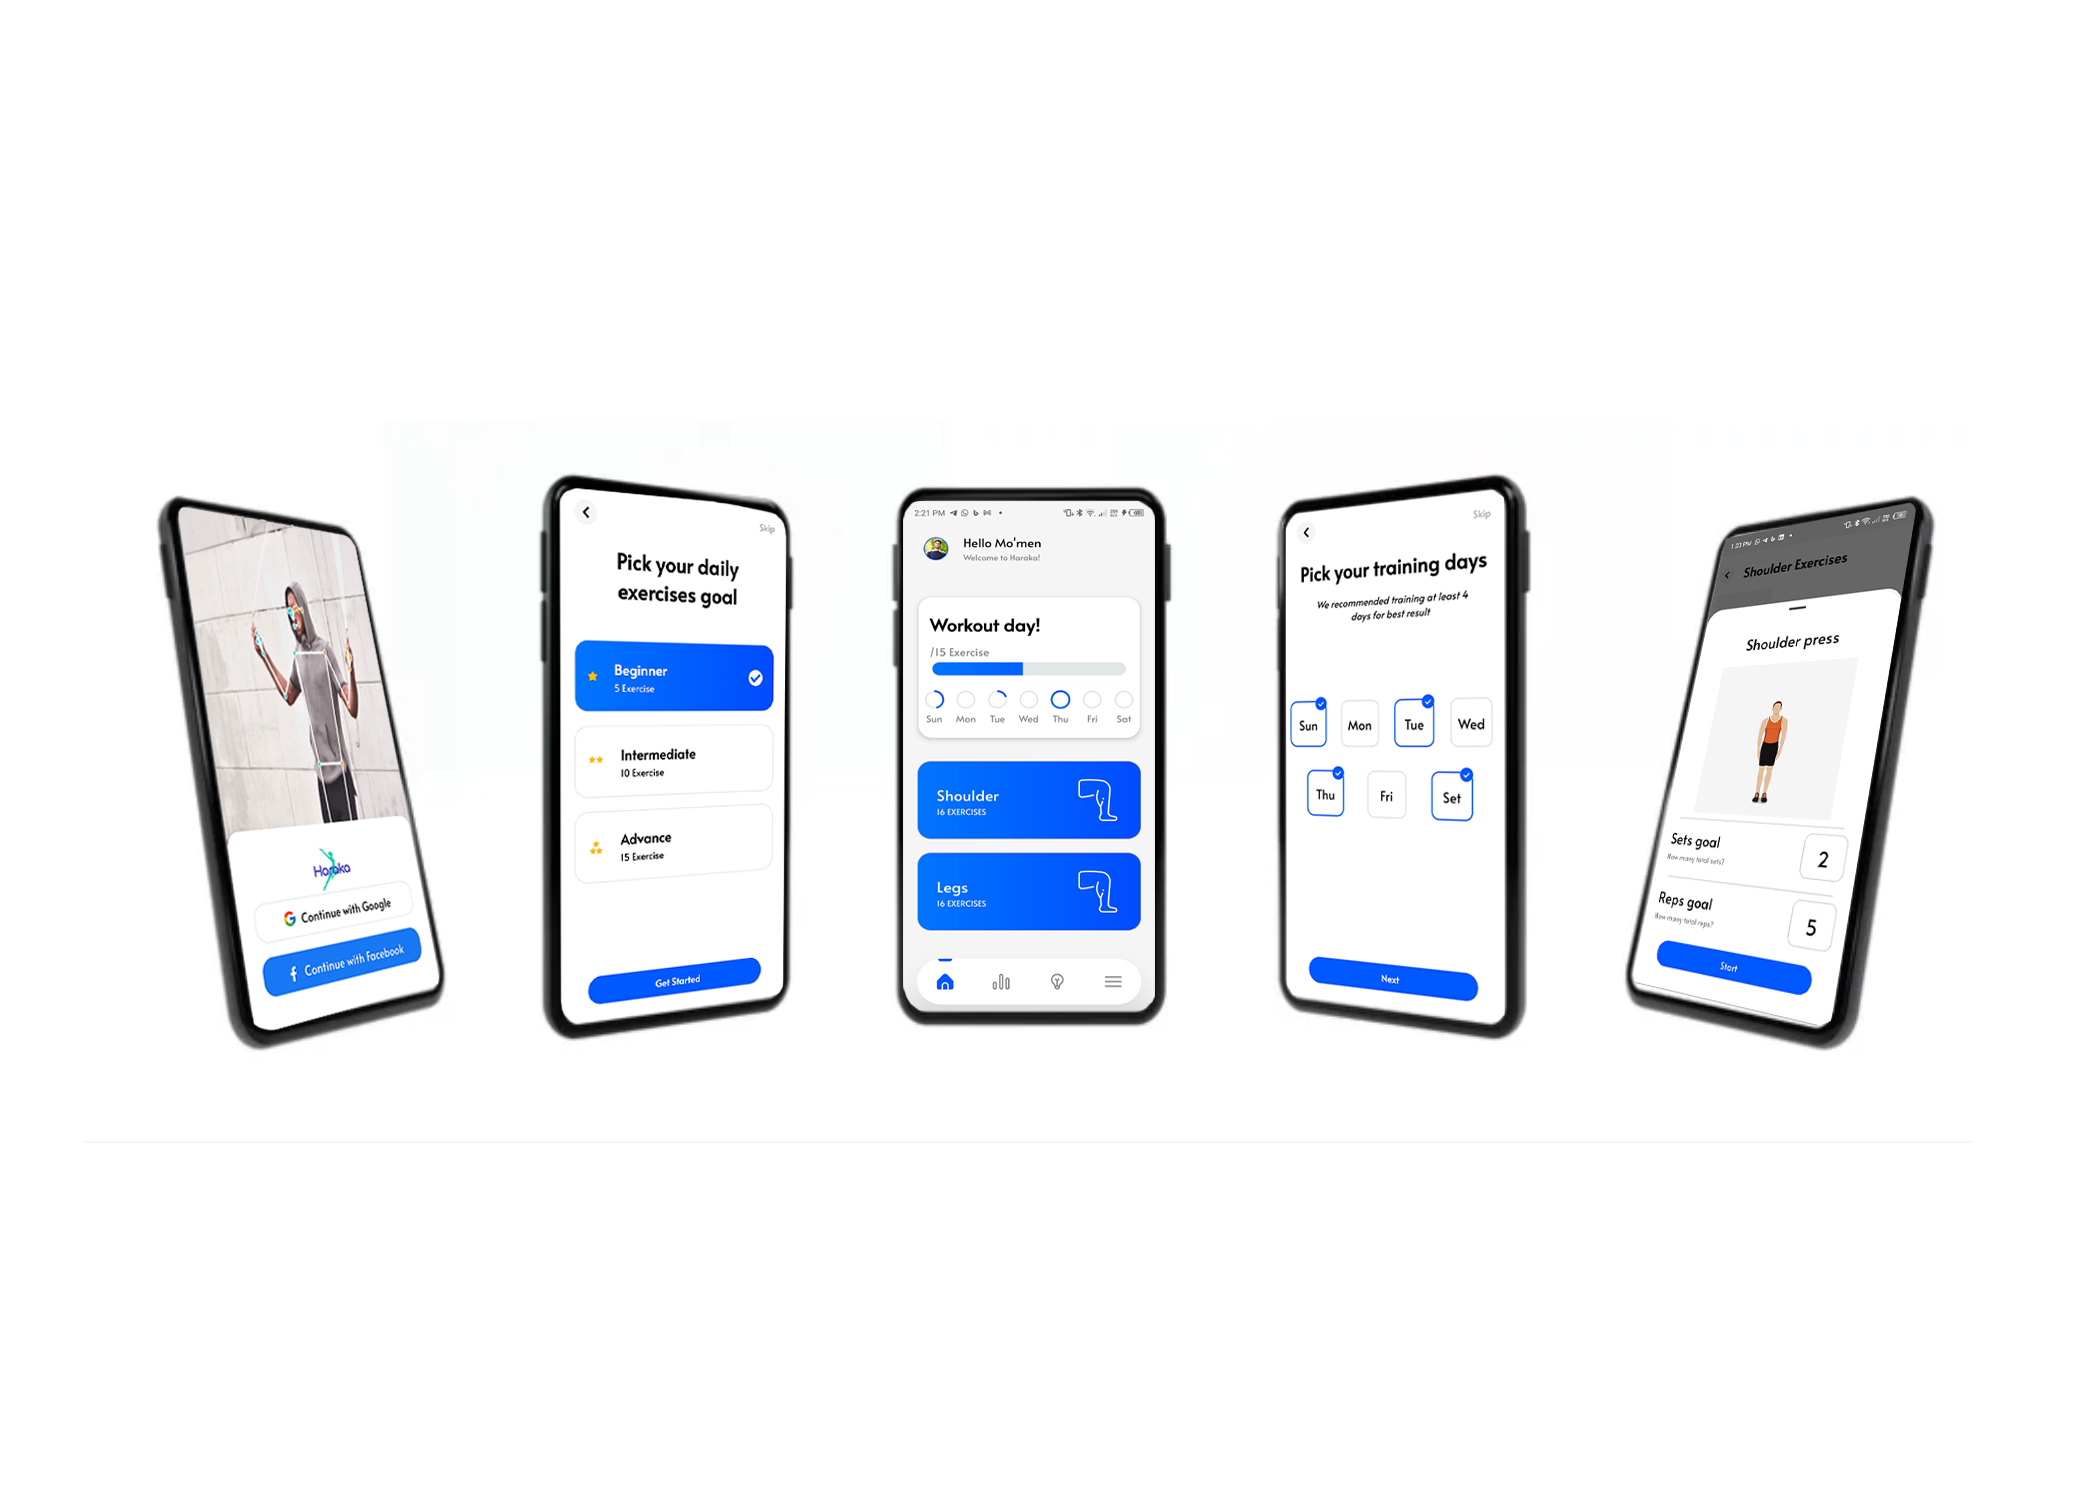 Haraka
Continue with Google
Continue with Facebook
Skip
Pick your daily
exercises goal
Beginner
5 Exercise
Intermediate
10 Exercise
Advance
15 Exercise
Get Started
2:21 PM
Hello Mo'men
Welcome to Haraka!
Workout day!
/15 Exercise
Sun Mon Tue Wed Thu Fri Sat
Shoulder
16 EXERCISES
Legs
16 EXERCISES
Skip
Pick your training days
We recommended training at least 4
days for best result
Sun Mon Tue Wed
Thu Fri Set
Next
1:23 PM
Shoulder Exercises
Shoulder press
Sets goal
How many total sets?
2
Reps goal
How many total reps?
5
Start